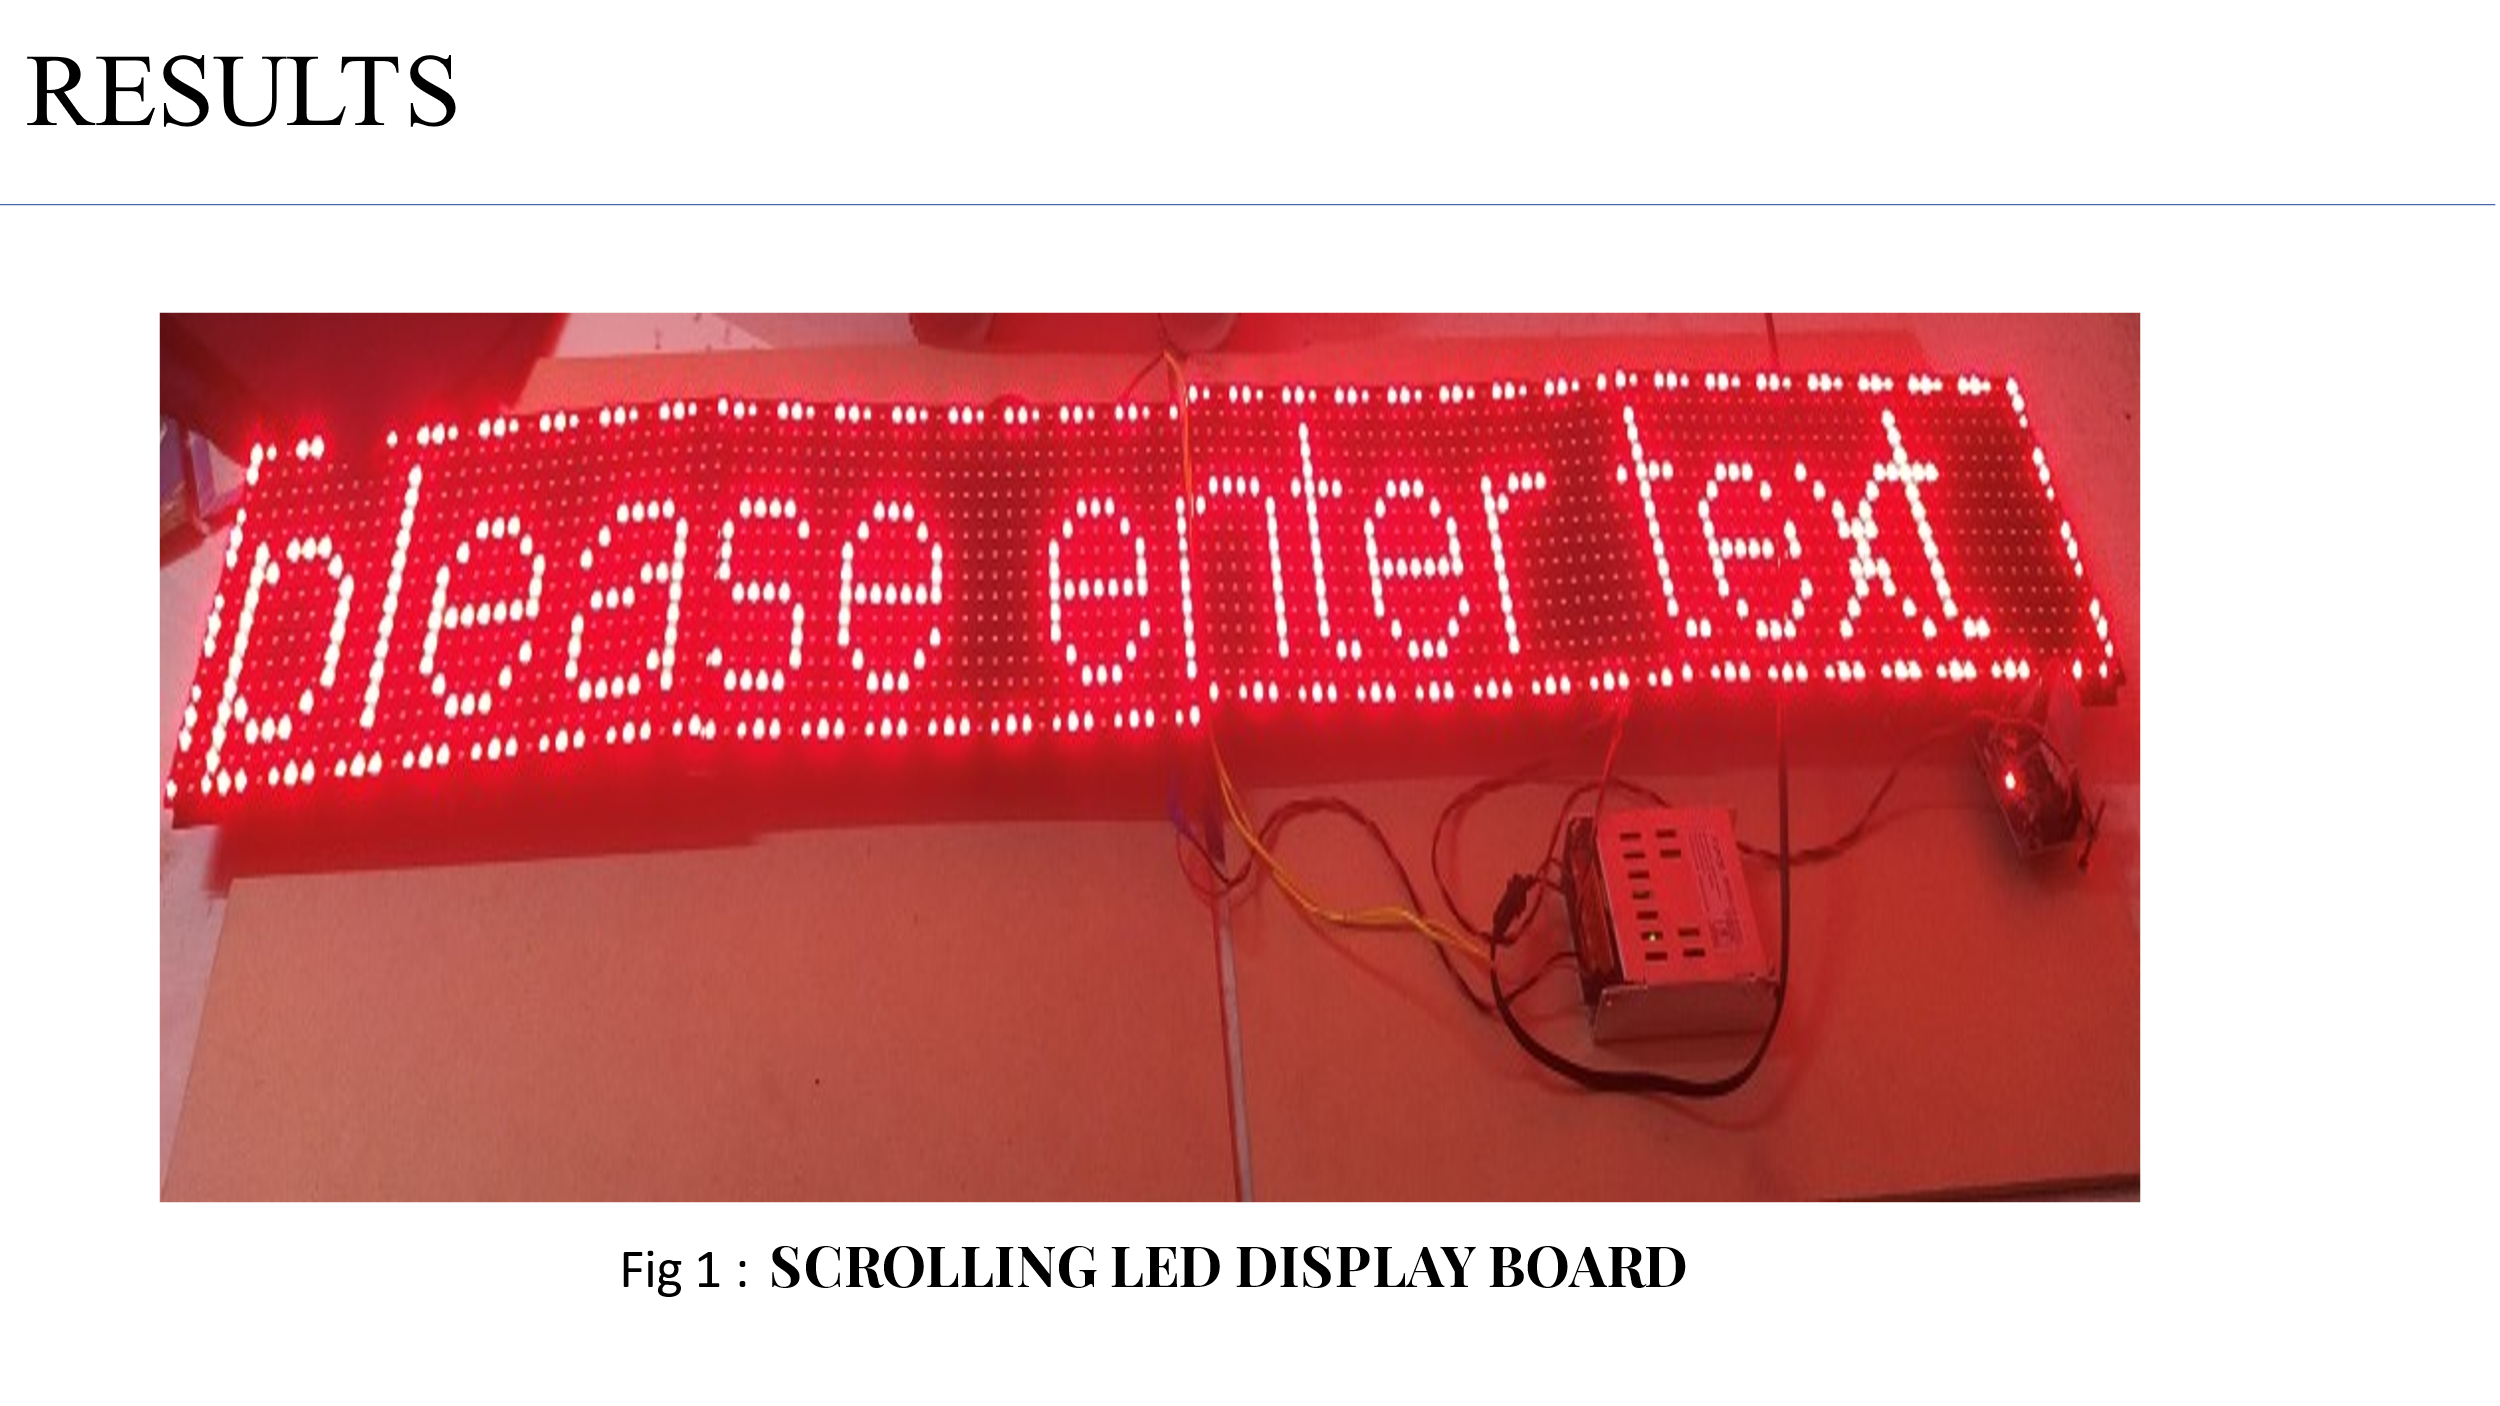 RESULTS
please enter text
Fig 1 : SCROLLING LED DISPLAY BOARD